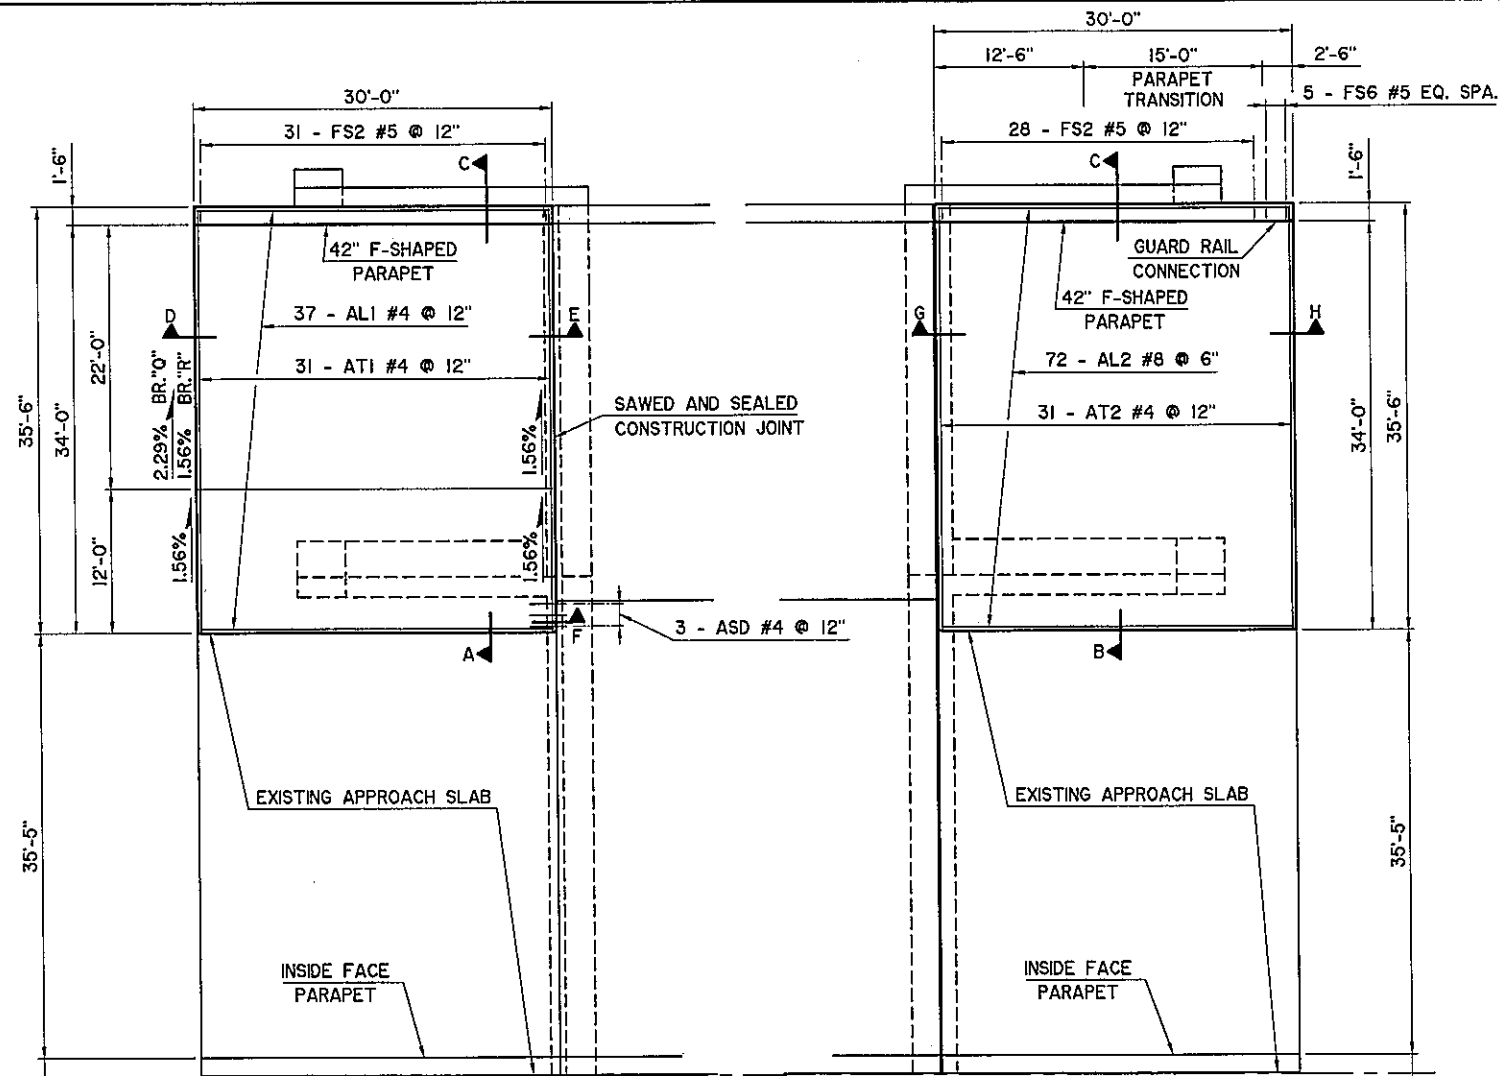 30'-0"
12'-6"
15'-0"
2'-6"
PARAPET
TRANSITION
5 - FS6 #5 EQ. SPA.
30'-0"
31 - FS2 #5 @ 12"
28 - FS2 #5 @ 12"
1'-6"
C
C
1'-6"
42" F-SHAPED
PARAPET
GUARD RAIL
CONNECTION
42" F-SHAPED
PARAPET
D
37 - AL1 #4 @ 12"
E
G
H
31 - AT1 #4 @ 12"
72 - AL2 #8 @ 6"
31 - AT2 #4 @ 12"
SAWED AND SEALED
CONSTRUCTION JOINT
35'-6"
34'-0"
22'-0"
2.29% BR."Q"
1.56% BR."R"
1.56%
34'-0"
35'-6"
12'-0"
1.56%
1.56%
F
3 - ASD #4 @ 12"
A
B
EXISTING APPROACH SLAB
EXISTING APPROACH SLAB
35'-5"
35'-5"
INSIDE FACE
PARAPET
INSIDE FACE
PARAPET